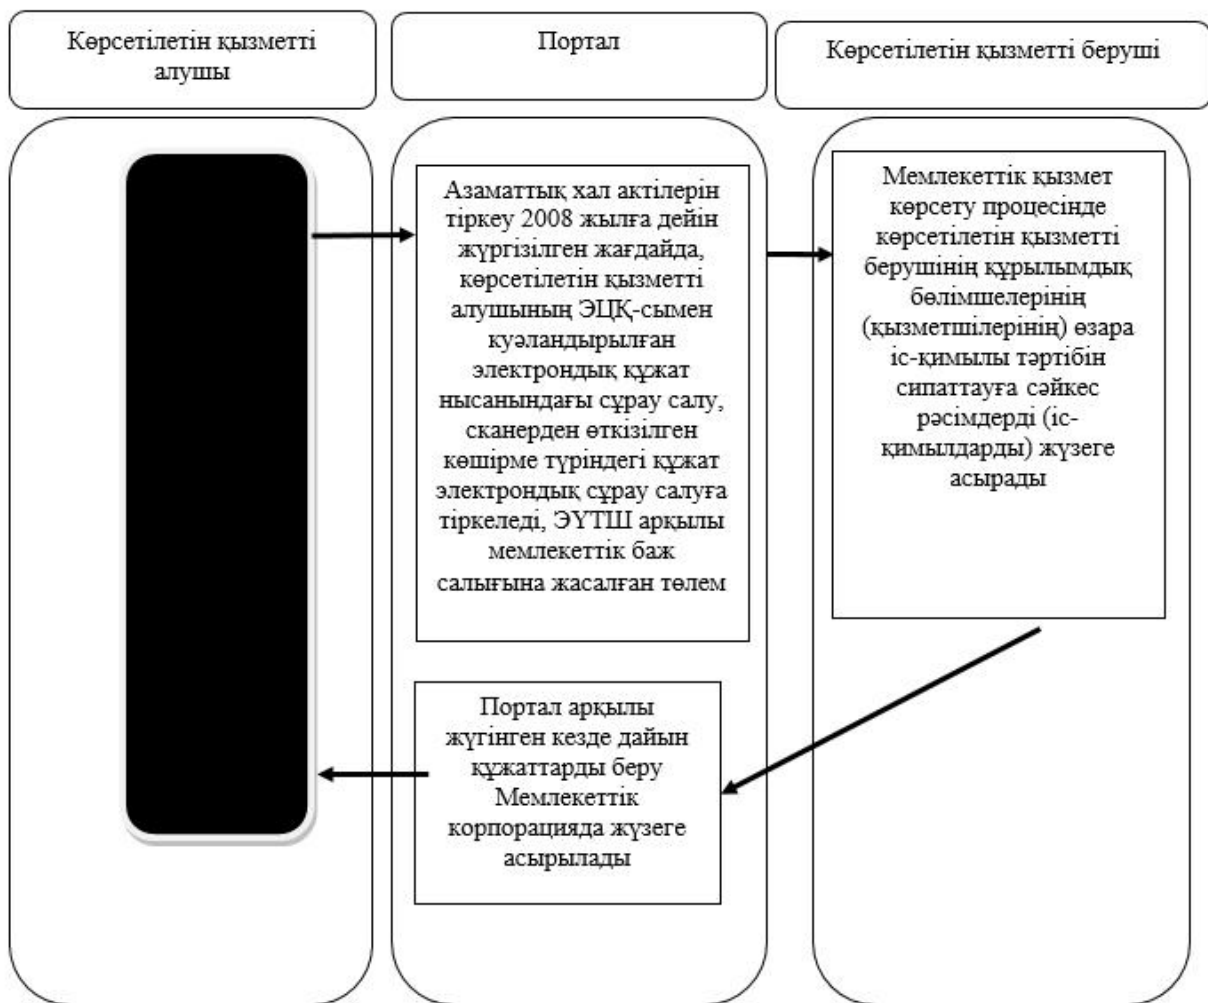 Көрсетілетін қызметті
алушы
Портал
Көрсетілетін қызметті беруші
Азаматтық хал актілерін
тіркеу 2008 жылға дейін
жүргізілген жағдайда,
көрсетілетін қызметті
алушының ЭЦҚ-сымен
куәландырылған
электрондық құжат
нысанындағы сұрау салу,
сканерден өткізілген
көшірме түріндегі құжат
электрондық сұрау салуға
тіркеледі, ЭҮТШ арқылы
мемлекеттік баж
салығына жасалған төлем
Мемлекеттік қызмет
көрсету процесінде
көрсетілетін қызметті
берушінің құрылымдық
бөлімшелерінің
(қызметшілерінің) өзара
іс-қимылы тәртібін
сипаттауға сәйкес
рәсімдерді (іс-
қимылдарды) жүзеге
асырады
Портал арқылы
жүгінген кезде дайын
құжаттарды беру
Мемлекеттік
корпорацияда жүзеге
асырылады